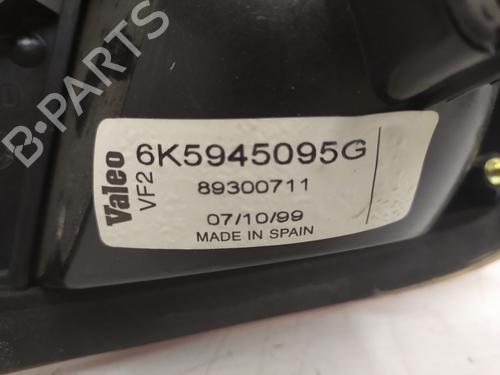 Valeo
VF2
6K5945095G
89300711
07/10/99
MADE IN SPAIN
B-PARTS